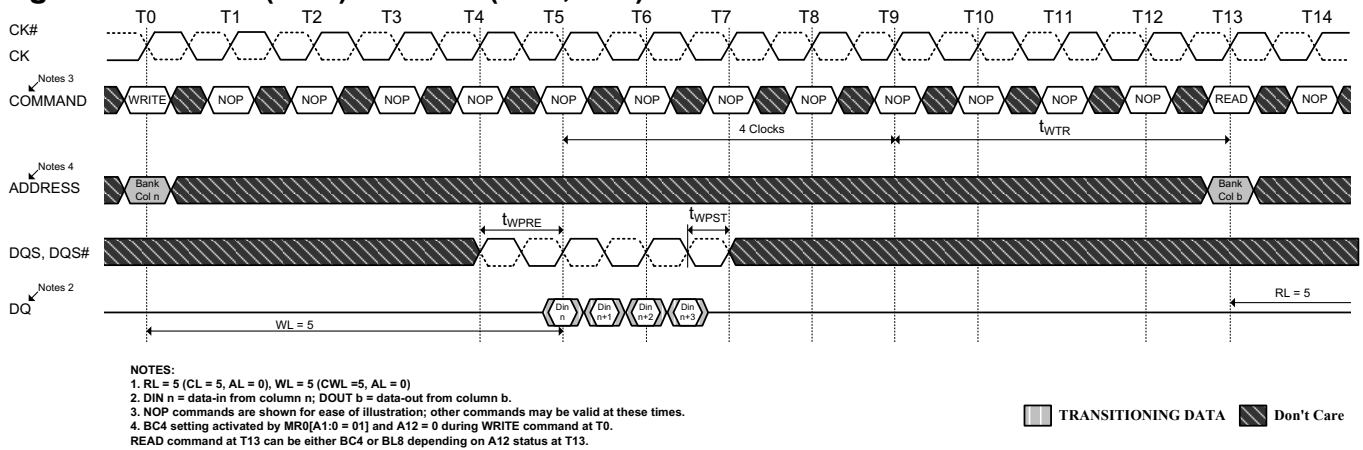 T0 T1 T2 T3 T4 T5 T6 T7 T8 T9 T10 T11 T12 T13 T14
CK#
CK
Notes 3
COMMAND WRITE NOP NOP NOP NOP NOP NOP NOP NOP NOP NOP NOP NOP READ NOP
4 Clocks tWTR
Notes 4
ADDRESS
Bank Col n
Bank Col b
tWPRE tWPST
DQS, DQS#
Notes 2
DQ
Din n
Din n+1
Din n+2
Din n+3
RL = 5
WL = 5
NOTES:
1. RL = 5 (CL = 5, AL = 0), WL = 5 (CWL =5, AL = 0)
2. DIN n = data-in from column n; DOUT b = data-out from column b.
3. NOP commands are shown for ease of illustration; other commands may be valid at these times.
4. BC4 setting activated by MR0[A1:0 = 01] and A12 = 0 during WRITE command at T0.
READ command at T13 can be either BC4 or BL8 depending on A12 status at T13.
TRANSITIONING DATA Don't Care